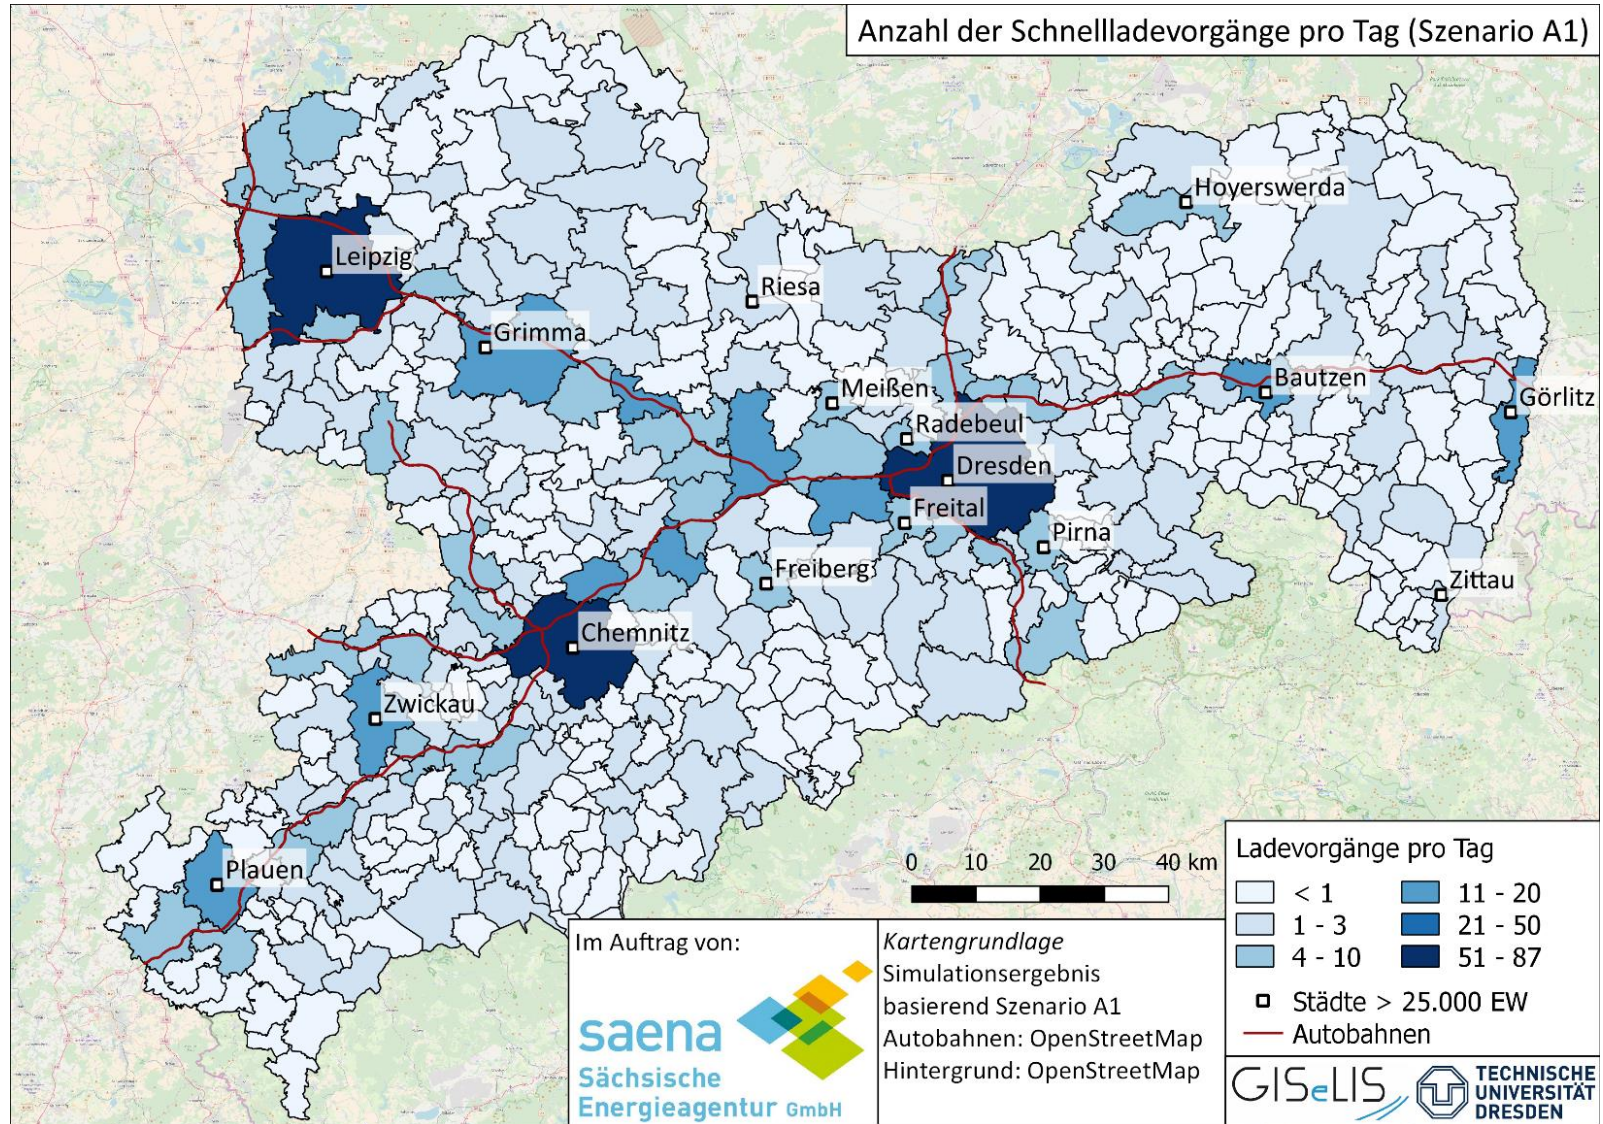 Anzahl der Schnellladevorgänge pro Tag (Szenario A1)
Hoyerswerda
Leipzig
Riesa
Grimma
Meißen
Bautzen
Görlitz
Radebeul
Dresden
Freital
Pirna
Freiberg
Zittau
Chemnitz
Zwickau
Plauen
0 10 20 30 40 km
Ladevorgänge pro Tag
< 1
1 - 3
4 - 10
11 - 20
21 - 50
51 - 87
Städte > 25.000 EW
Autobahnen
Im Auftrag von:
saena
Sächsische
Energieagentur GmbH
Kartengrundlage
Simulationsergebnis
basierend Szenario A1
Autobahnen: OpenStreetMap
Hintergrund: OpenStreetMap
GISeLIS
TECHNISCHE
UNIVERSITÄT
DRESDEN